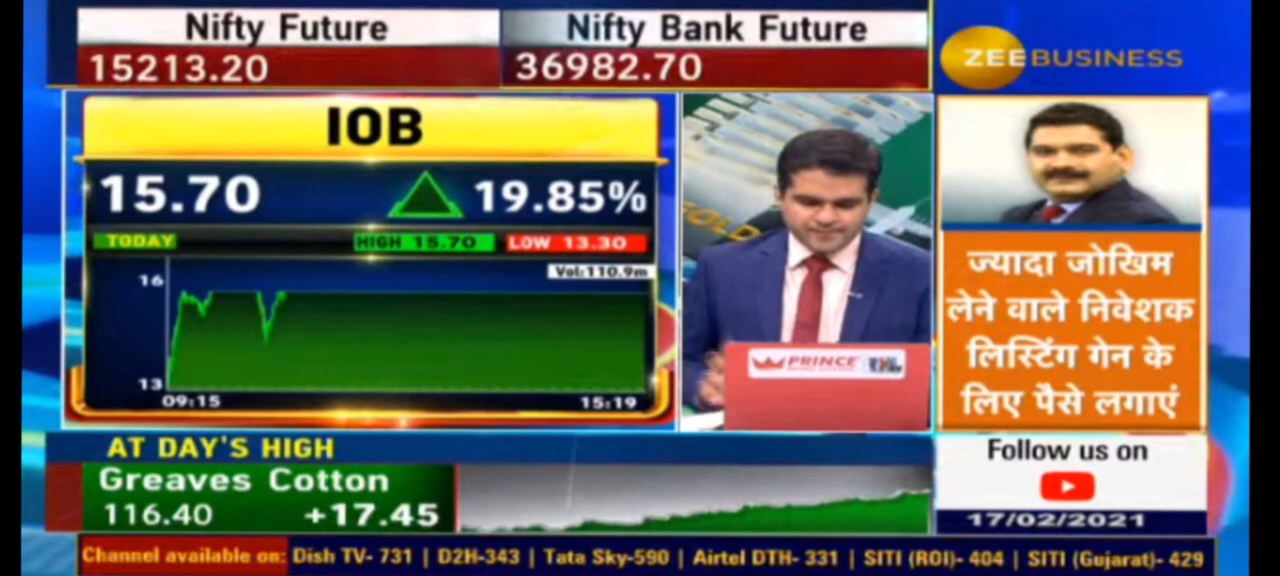 Nifty Future
Nifty Bank Future
15213.20
36982.70
ZEEBUSINESS
IOB
15.70
19.85%
TODAY
HIGH 15.70
LOW 13.30
Vol:110.9m
16
13
09:15
15:19
GOLD
PRINCE
ज्यादा जोखिम
लेने वाले निवेशक
लिस्टिंग गेन के
लिए पैसे लगाएं
AT DAY'S HIGH
Greaves Cotton
116.40
+17.45
Follow us on
17/02/2021
Channel available on: Dish TV- 731 | D2H-343 | Tata Sky-590 | Airtel DTH- 331 | SITI (ROI)- 404 | SITI (Gujarat)- 429